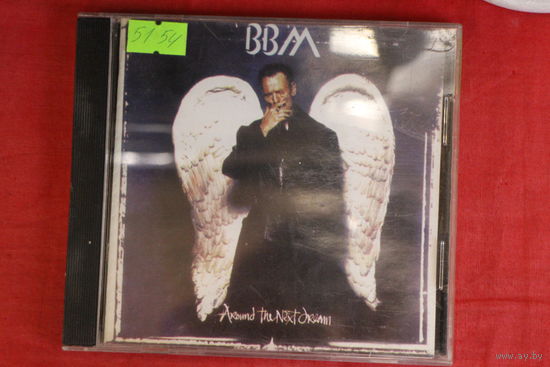 51 54
BBM
Around the Next Dream
www.ay.by